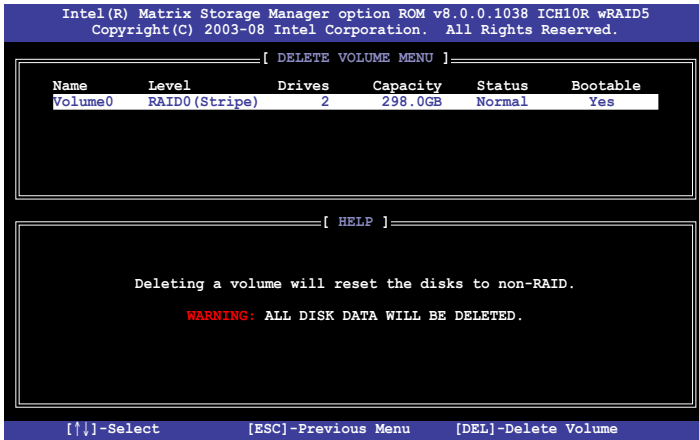 Intel(R) Matrix Storage Manager option ROM v8.0.0.1038 ICH10R wRAID5
Copyright(C) 2003-08 Intel Corporation. All Rights Reserved.
[ DELETE VOLUME MENU ]
Name Level Drives Capacity Status Bootable
Volume0 RAID0(Stripe) 2 298.0GB Normal Yes
[ HELP ]
Deleting a volume will reset the disks to non-RAID.
WARNING: ALL DISK DATA WILL BE DELETED.
[↑↓]-Select [ESC]-Previous Menu [DEL]-Delete Volume